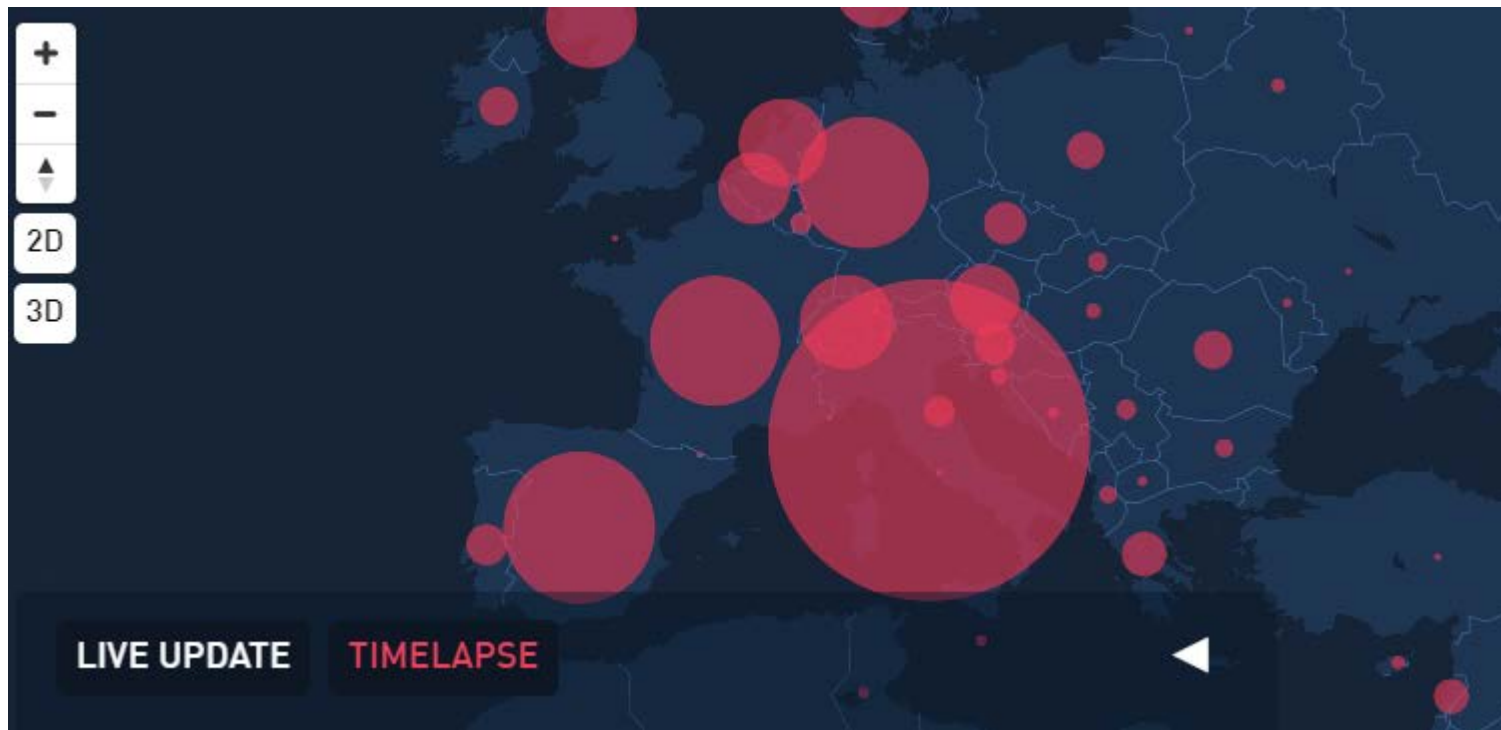 +
−
2D
3D
LIVE UPDATE
TIMELAPSE